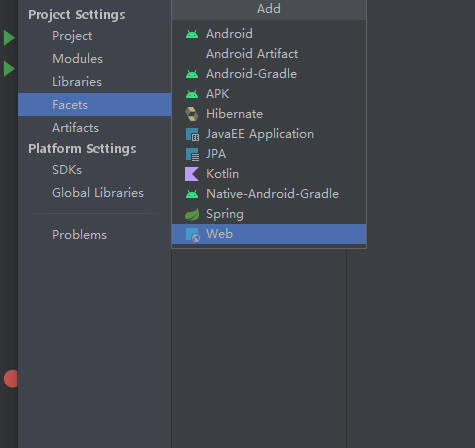 Project Settings
Project
Modules
Libraries
Facets
Artifacts
Platform Settings
SDKs
Global Libraries
Problems
Add
Android
Android Artifact
Android-Gradle
APK
Hibernate
JavaEE Application
JPA
Kotlin
Native-Android-Gradle
Spring
Web